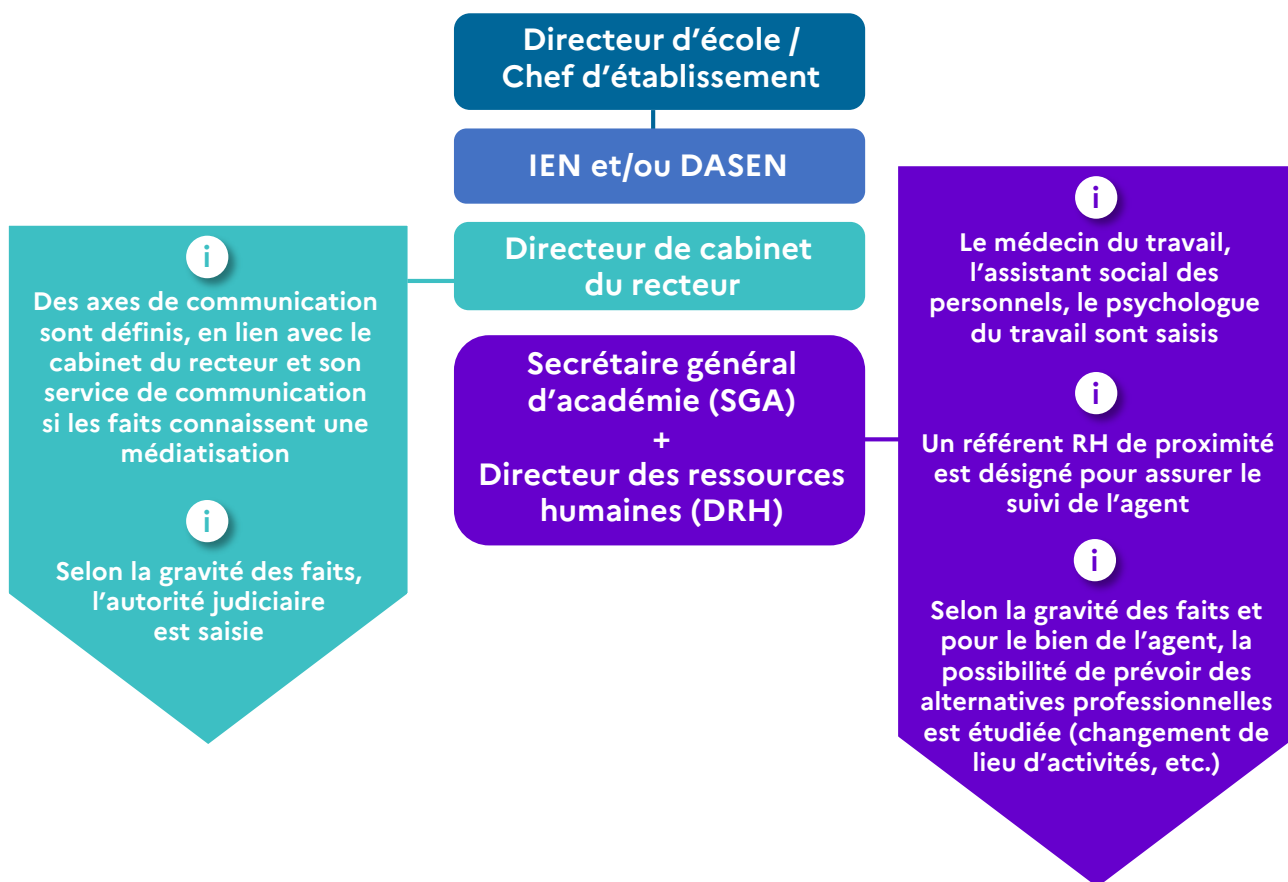 Directeur d’école /
Chef d’établissement
IEN et/ou DASEN
Directeur de cabinet
du recteur
Secrétaire général
d’académie (SGA)
+
Directeur des ressources
humaines (DRH)
i
Des axes de communication
sont définis, en lien avec le
cabinet du recteur et son
service de communication
si les faits connaissent une
médiatisation
i
Selon la gravité des faits,
l’autorité judiciaire
est saisie
i
Le médecin du travail,
l’assistant social des
personnels, le psychologue
du travail sont saisis
i
Un référent RH de proximité
est désigné pour assurer le
suivi de l’agent
i
Selon la gravité des faits et
pour le bien de l’agent, la
possibilité de prévoir des
alternatives professionnelles
est étudiée (changement de
lieu d’activités, etc.)